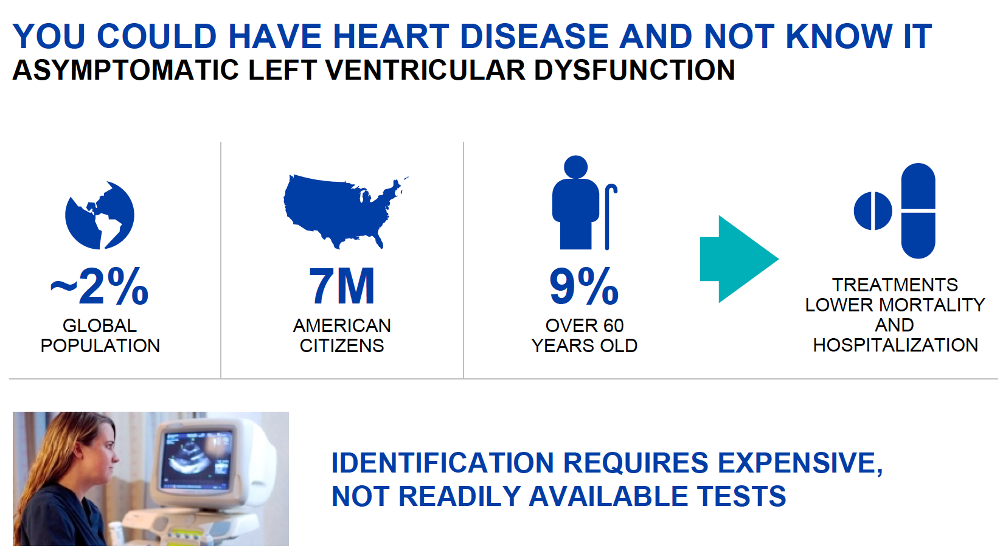 YOU COULD HAVE HEART DISEASE AND NOT KNOW IT
ASYMPTOMATIC LEFT VENTRICULAR DYSFUNCTION
~2%
GLOBAL
POPULATION
7M
AMERICAN
CITIZENS
9%
OVER 60
YEARS OLD
TREATMENTS
LOWER MORTALITY
AND
HOSPITALIZATION
IDENTIFICATION REQUIRES EXPENSIVE,
NOT READILY AVAILABLE TESTS